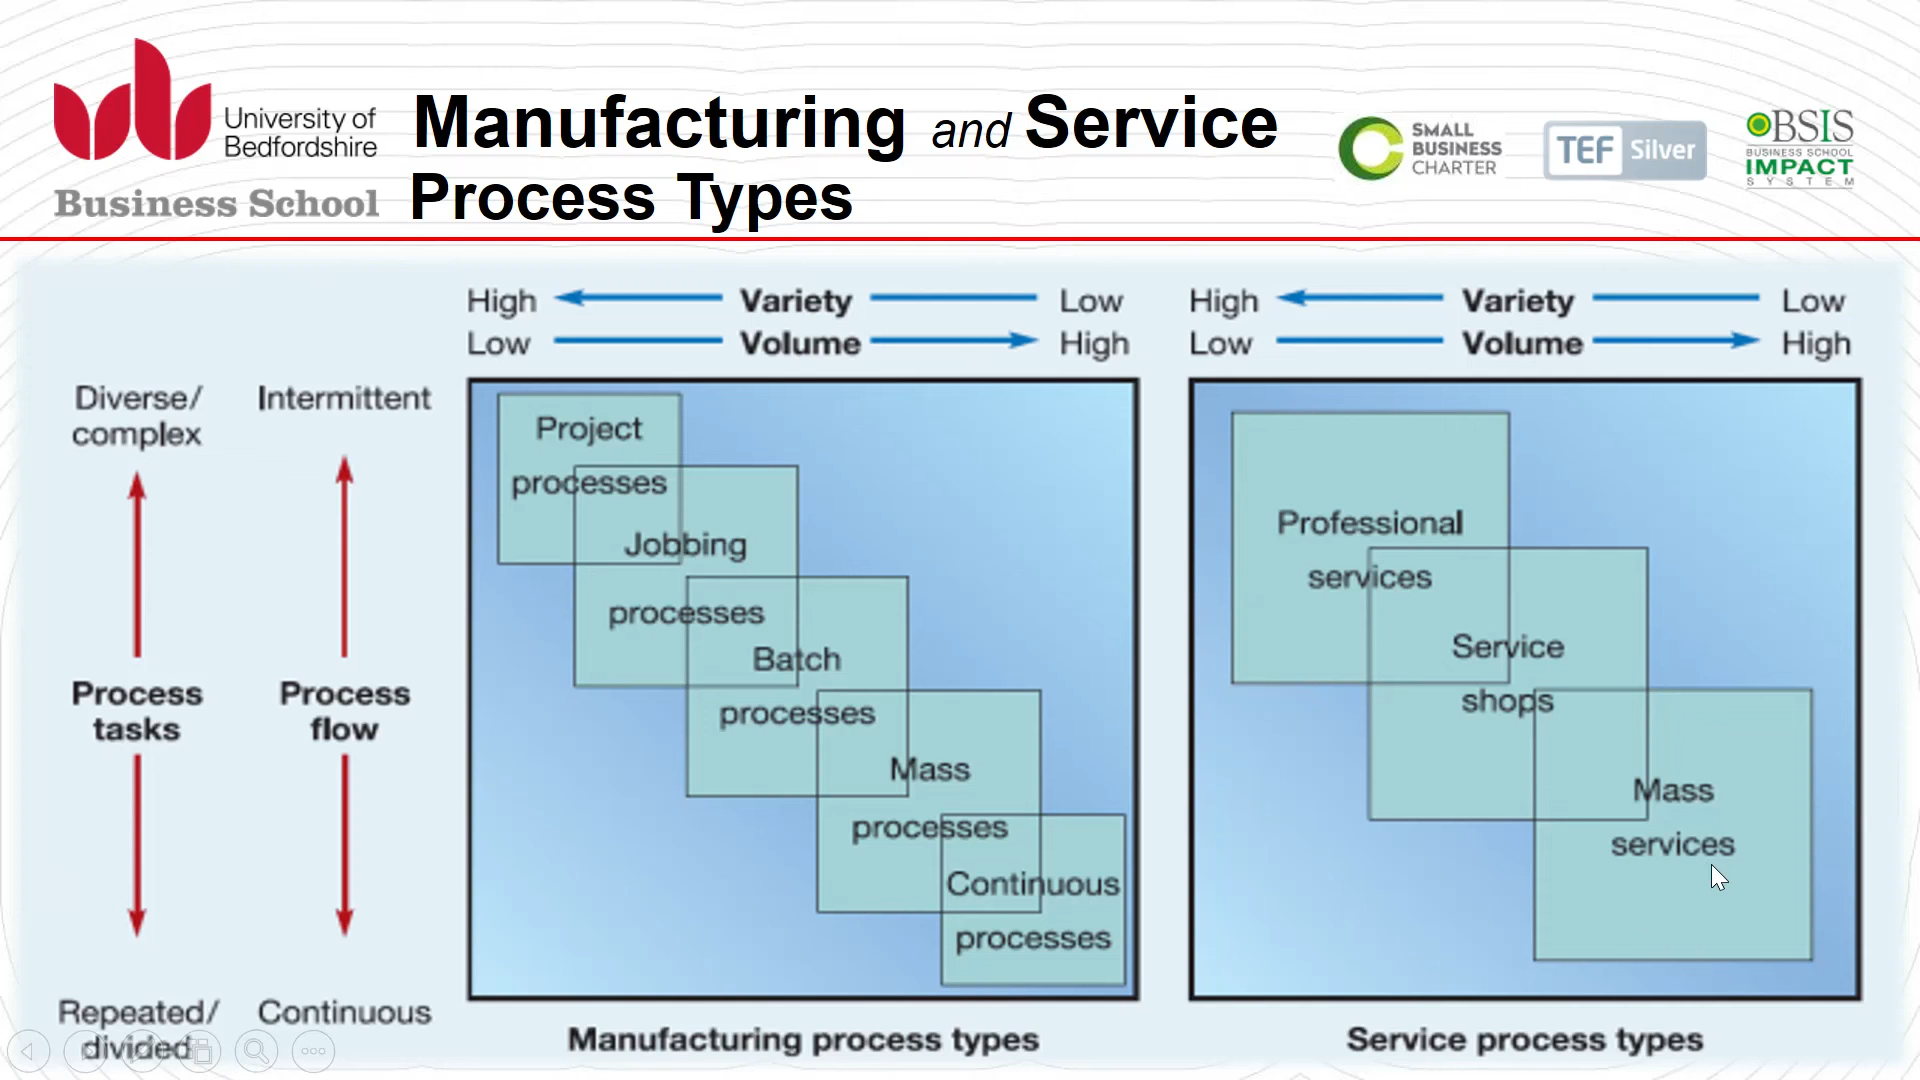 University of
Bedfordshire
Business School
Manufacturing and Service
Process Types
SMALL
BUSINESS
CHARTER
TEF Silver
BSIS
BUSINESS SCHOOL
IMPACT
SYSTEM
High Variety Low
Low Volume High
High Variety Low
Low Volume High
Diverse/
complex
Intermittent
Process
tasks
Process
flow
Repeated/
divided
Continuous
Project
processes
Jobbing
processes
Batch
processes
Mass
processes
Continuous
processes
Manufacturing process types
Professional
services
Service
shops
Mass
services
Service process types